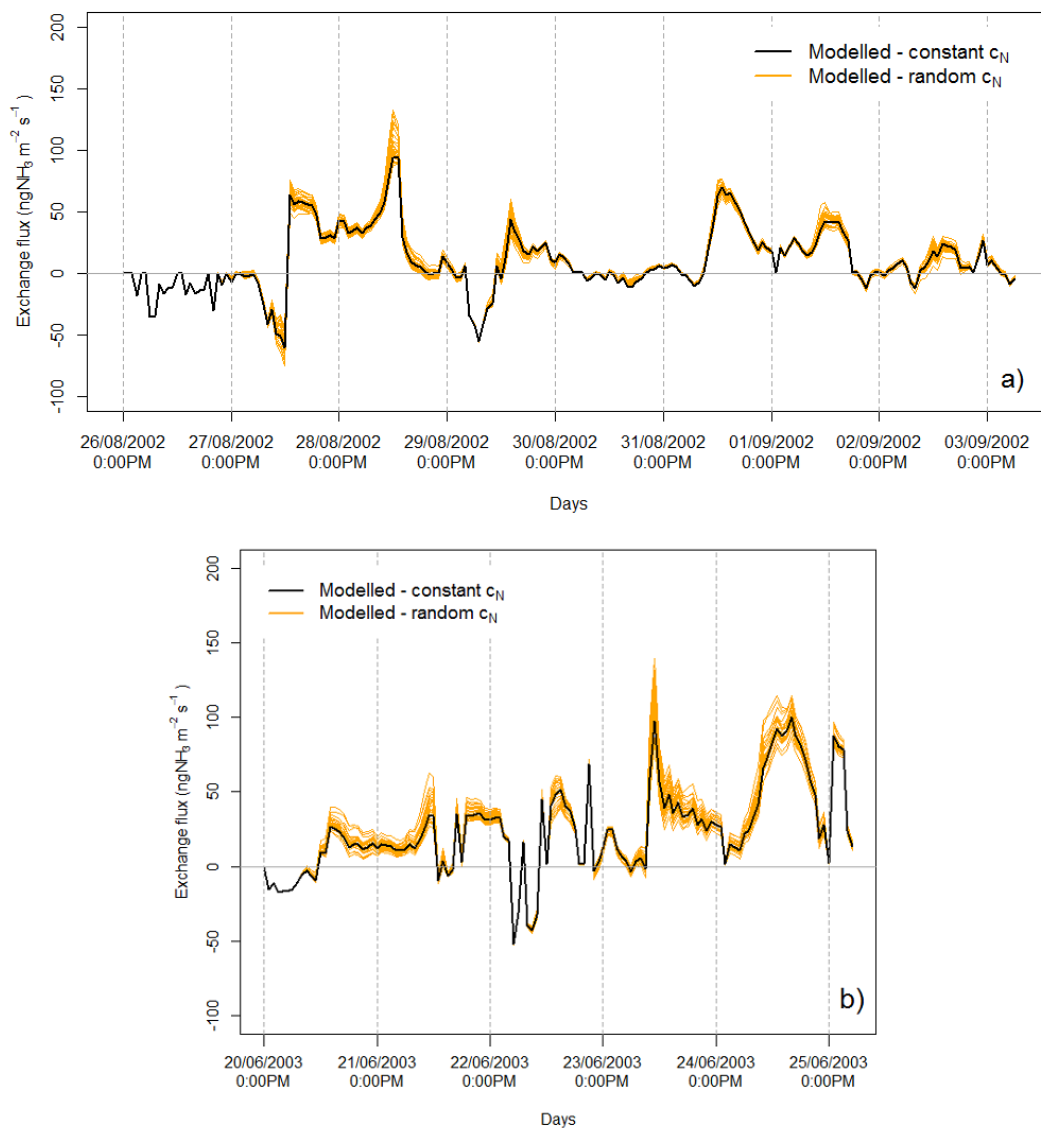 200
150
100
50
0
-50
-100
Exchange flux (ngNH₃ m⁻² s⁻¹)
Modelled - constant c_N
Modelled - random c_N
a)
26/08/2002 27/08/2002 28/08/2002 29/08/2002 30/08/2002 31/08/2002 01/09/2002 02/09/2002 03/09/2002
0:00PM 0:00PM 0:00PM 0:00PM 0:00PM 0:00PM 0:00PM 0:00PM 0:00PM
Days
200
150
100
50
0
-50
-100
Exchange flux (ngNH₃ m⁻² s⁻¹)
Modelled - constant c_N
Modelled - random c_N
b)
20/06/2003 21/06/2003 22/06/2003 23/06/2003 24/06/2003 25/06/2003
0:00PM 0:00PM 0:00PM 0:00PM 0:00PM 0:00PM
Days